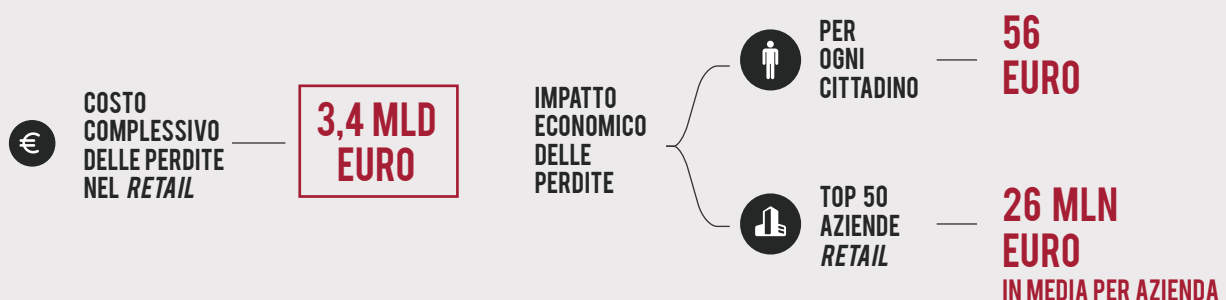 €
COSTO
COMPLESSIVO
DELLE PERDITE
NEL RETAIL
3,4 MLD
EURO
IMPATTO
ECONOMICO
DELLE
PERDITE
PER
OGNI
CITTADINO
56
EURO
TOP 50
AZIENDE
RETAIL
26 MLN
EURO
IN MEDIA PER AZIENDA